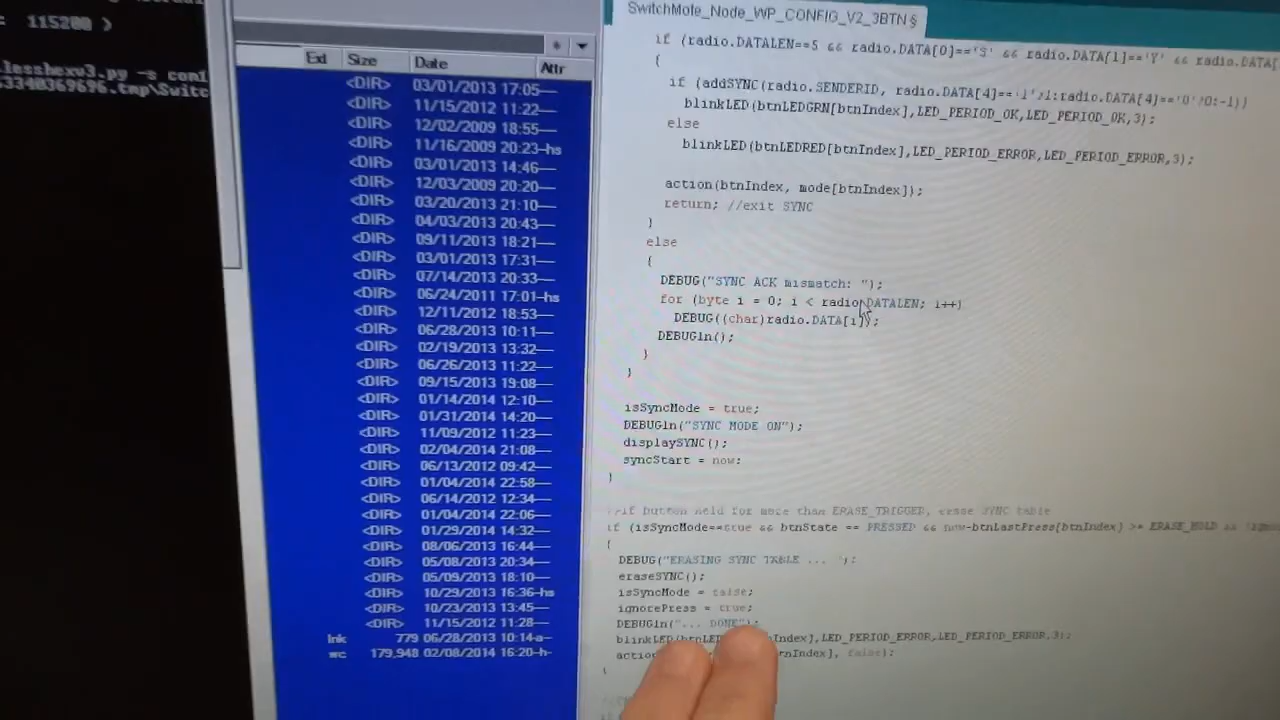 : 115200 )
lesshexv3.py -s com1
3340369696.tmp\Switc
Ext Size Date Attr
<DIR> 03/01/2013 17:05—
<DIR> 11/15/2012 11:22—
<DIR> 12/02/2009 18:55—
<DIR> 11/16/2009 20:23-hs
<DIR> 03/01/2013 14:46—
<DIR> 12/03/2009 20:20—
<DIR> 03/20/2013 21:10—
<DIR> 04/03/2013 20:43—
<DIR> 09/11/2013 18:21—
<DIR> 03/01/2013 17:31—
<DIR> 07/14/2013 20:33—
<DIR> 06/24/2011 17:01-hs
<DIR> 12/11/2012 18:53—
<DIR> 06/28/2013 10:11—
<DIR> 02/19/2013 13:32—
<DIR> 06/26/2013 11:22—
<DIR> 09/15/2013 19:08—
<DIR> 01/14/2014 12:10—
<DIR> 01/31/2014 14:20—
<DIR> 11/09/2012 11:23—
<DIR> 02/04/2014 21:08—
<DIR> 06/13/2012 09:42—
<DIR> 01/04/2014 22:58—
<DIR> 06/14/2012 12:34—
<DIR> 01/04/2014 22:06—
<DIR> 01/29/2014 14:32—
<DIR> 08/06/2013 16:44—
<DIR> 05/08/2013 20:34—
<DIR> 05/09/2013 18:10—
<DIR> 10/29/2013 16:36-hs
<DIR> 10/23/2013 13:45—
<DIR> 11/15/2012 11:28—
lnk 779 06/28/2013 10:14-a-
wc 179,948 02/08/2014 16:20-h-
SwitchMote_Node_WP_CONFIG_V2_3BTN §
if (radio.DATALEN==5 && radio.DATA[0]=='S' && radio.DATA[1]=='Y' && radio.DATA[
{
if (addSYNC(radio.SENDERID, radio.DATA[4]=='1'?1:radio.DATA[4]=='0'?0:-1))
blinkLED(btnLEDGRN[btnIndex],LED_PERIOD_OK,LED_PERIOD_OK,3);
else
blinkLED(btnLEDRED[btnIndex],LED_PERIOD_ERROR,LED_PERIOD_ERROR,3);
action(btnIndex, mode[btnIndex]);
return; //exit SYNC
}
else
{
DEBUG("SYNC ACK mismatch: ");
for (byte i = 0; i < radio.DATALEN; i++)
DEBUG((char)radio.DATA[i]);
DEBUGln();
}
}
isSyncMode = true;
DEBUGln("SYNC MODE ON");
displaySYNC();
syncStart = now;
}
//if button held for more than ERASE_TRIGGER, erase SYNC table
if (isSyncMode==true && btnState == PRESSED && now-btnLastPress[btnIndex] >= ERASE_HOLD && !igno
{
DEBUG("ERASING SYNC TABLE ... ");
eraseSYNC();
isSyncMode = false;
ignorePress = true;
DEBUGln("... DONE");
blinkLED(btnLED nIndex],LED_PERIOD_ERROR,LED_PERIOD_ERROR,3);
action nIndex], false);